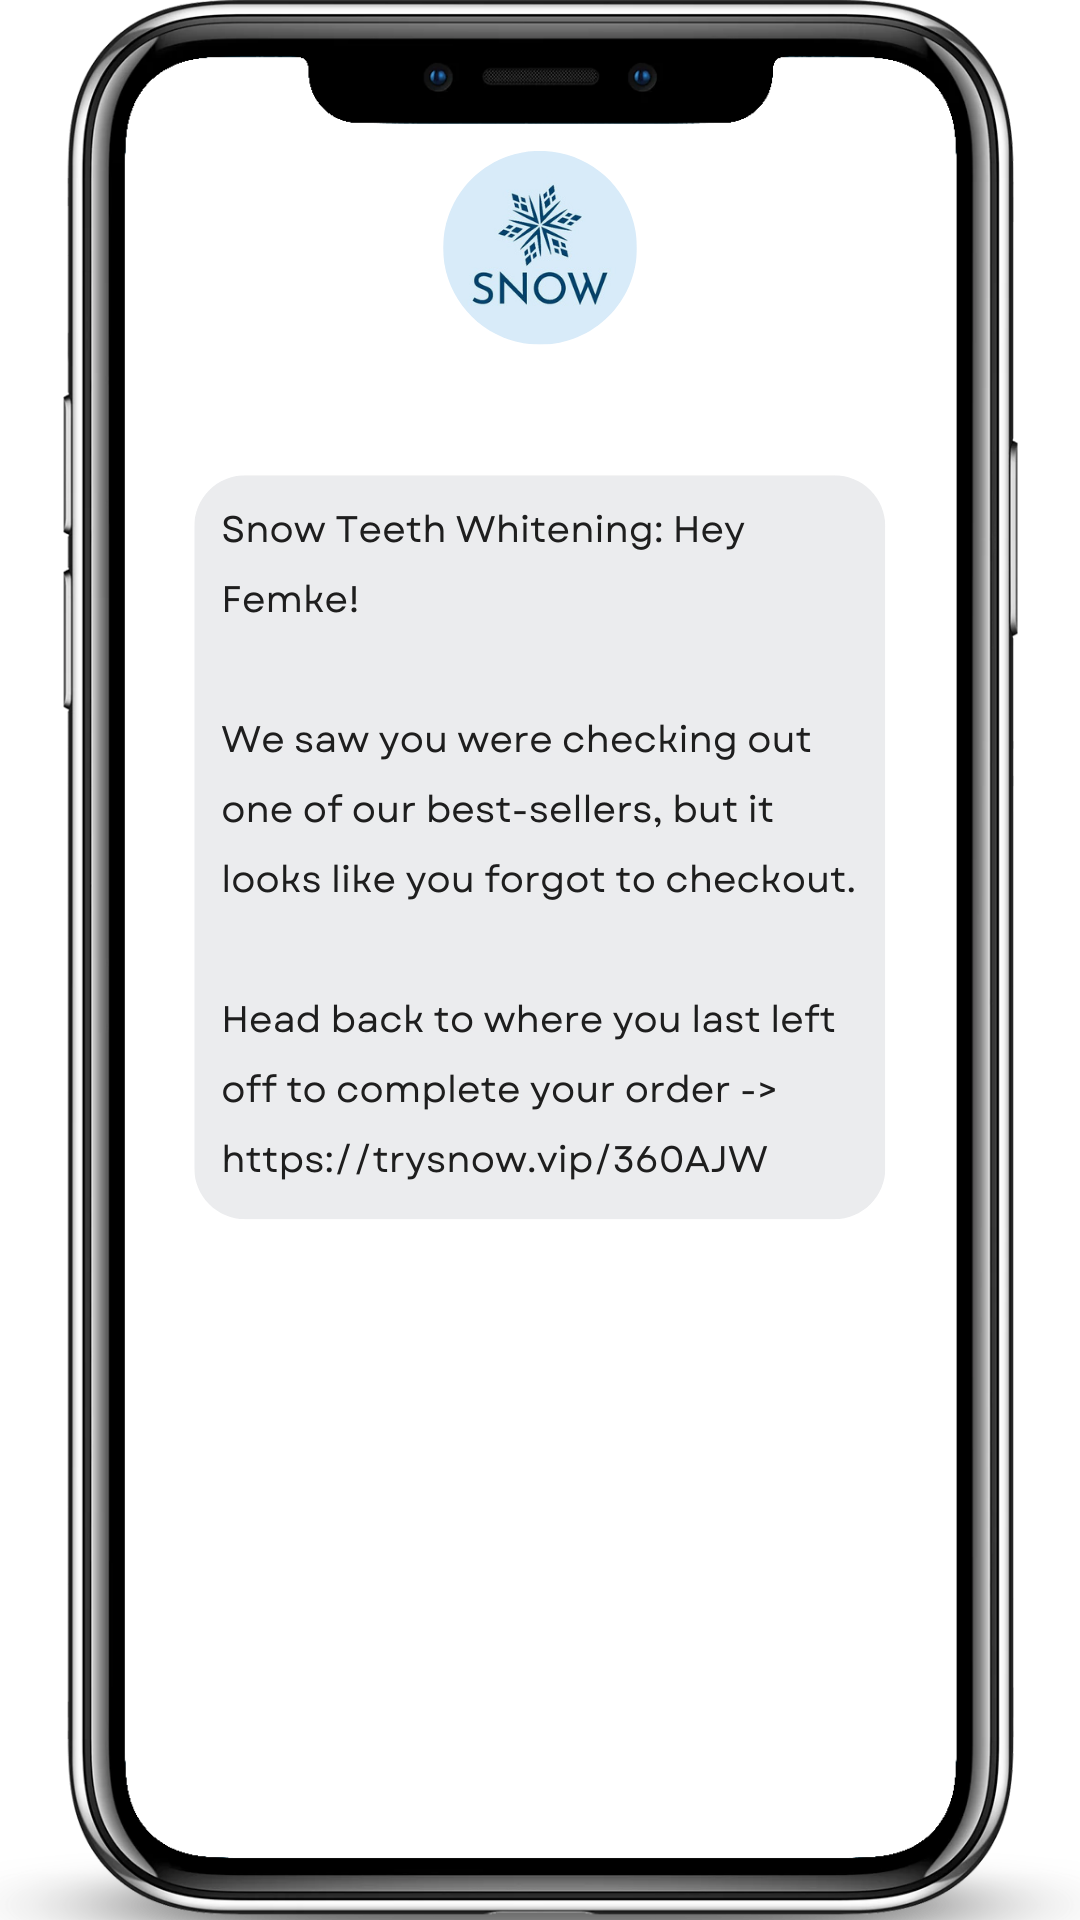 SNOW
Snow Teeth Whitening: Hey
Femke!
We saw you were checking out
one of our best-sellers, but it
looks like you forgot to checkout.
Head back to where you last left
off to complete your order ->
https://trysnow.vip/360AJW